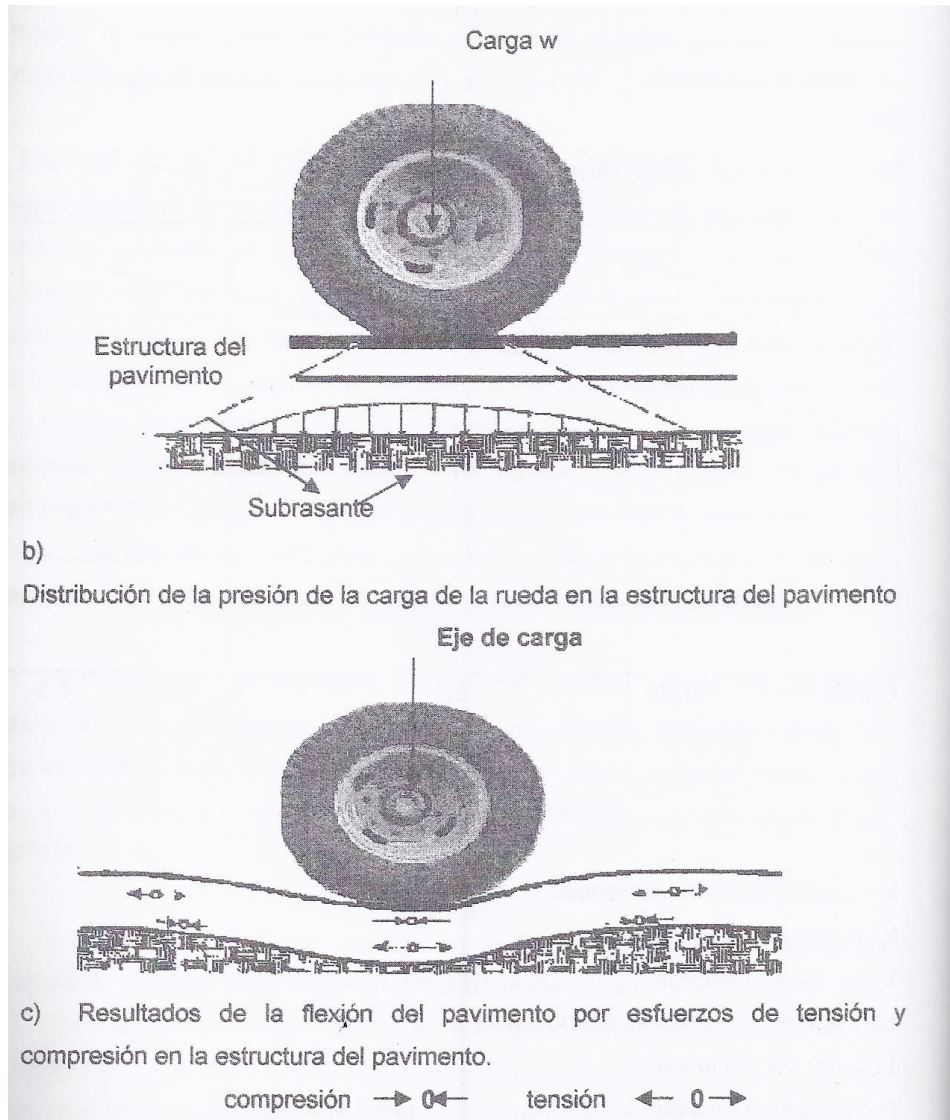 Carga w
Estructura del
pavimento
Subrasante
b)
Distribución de la presión de la carga de la rueda en la estructura del pavimento
Eje de carga
c) Resultados de la flexión del pavimento por esfuerzos de tensión y
compresión en la estructura del pavimento.
compresión → 0← tensión ← 0 →